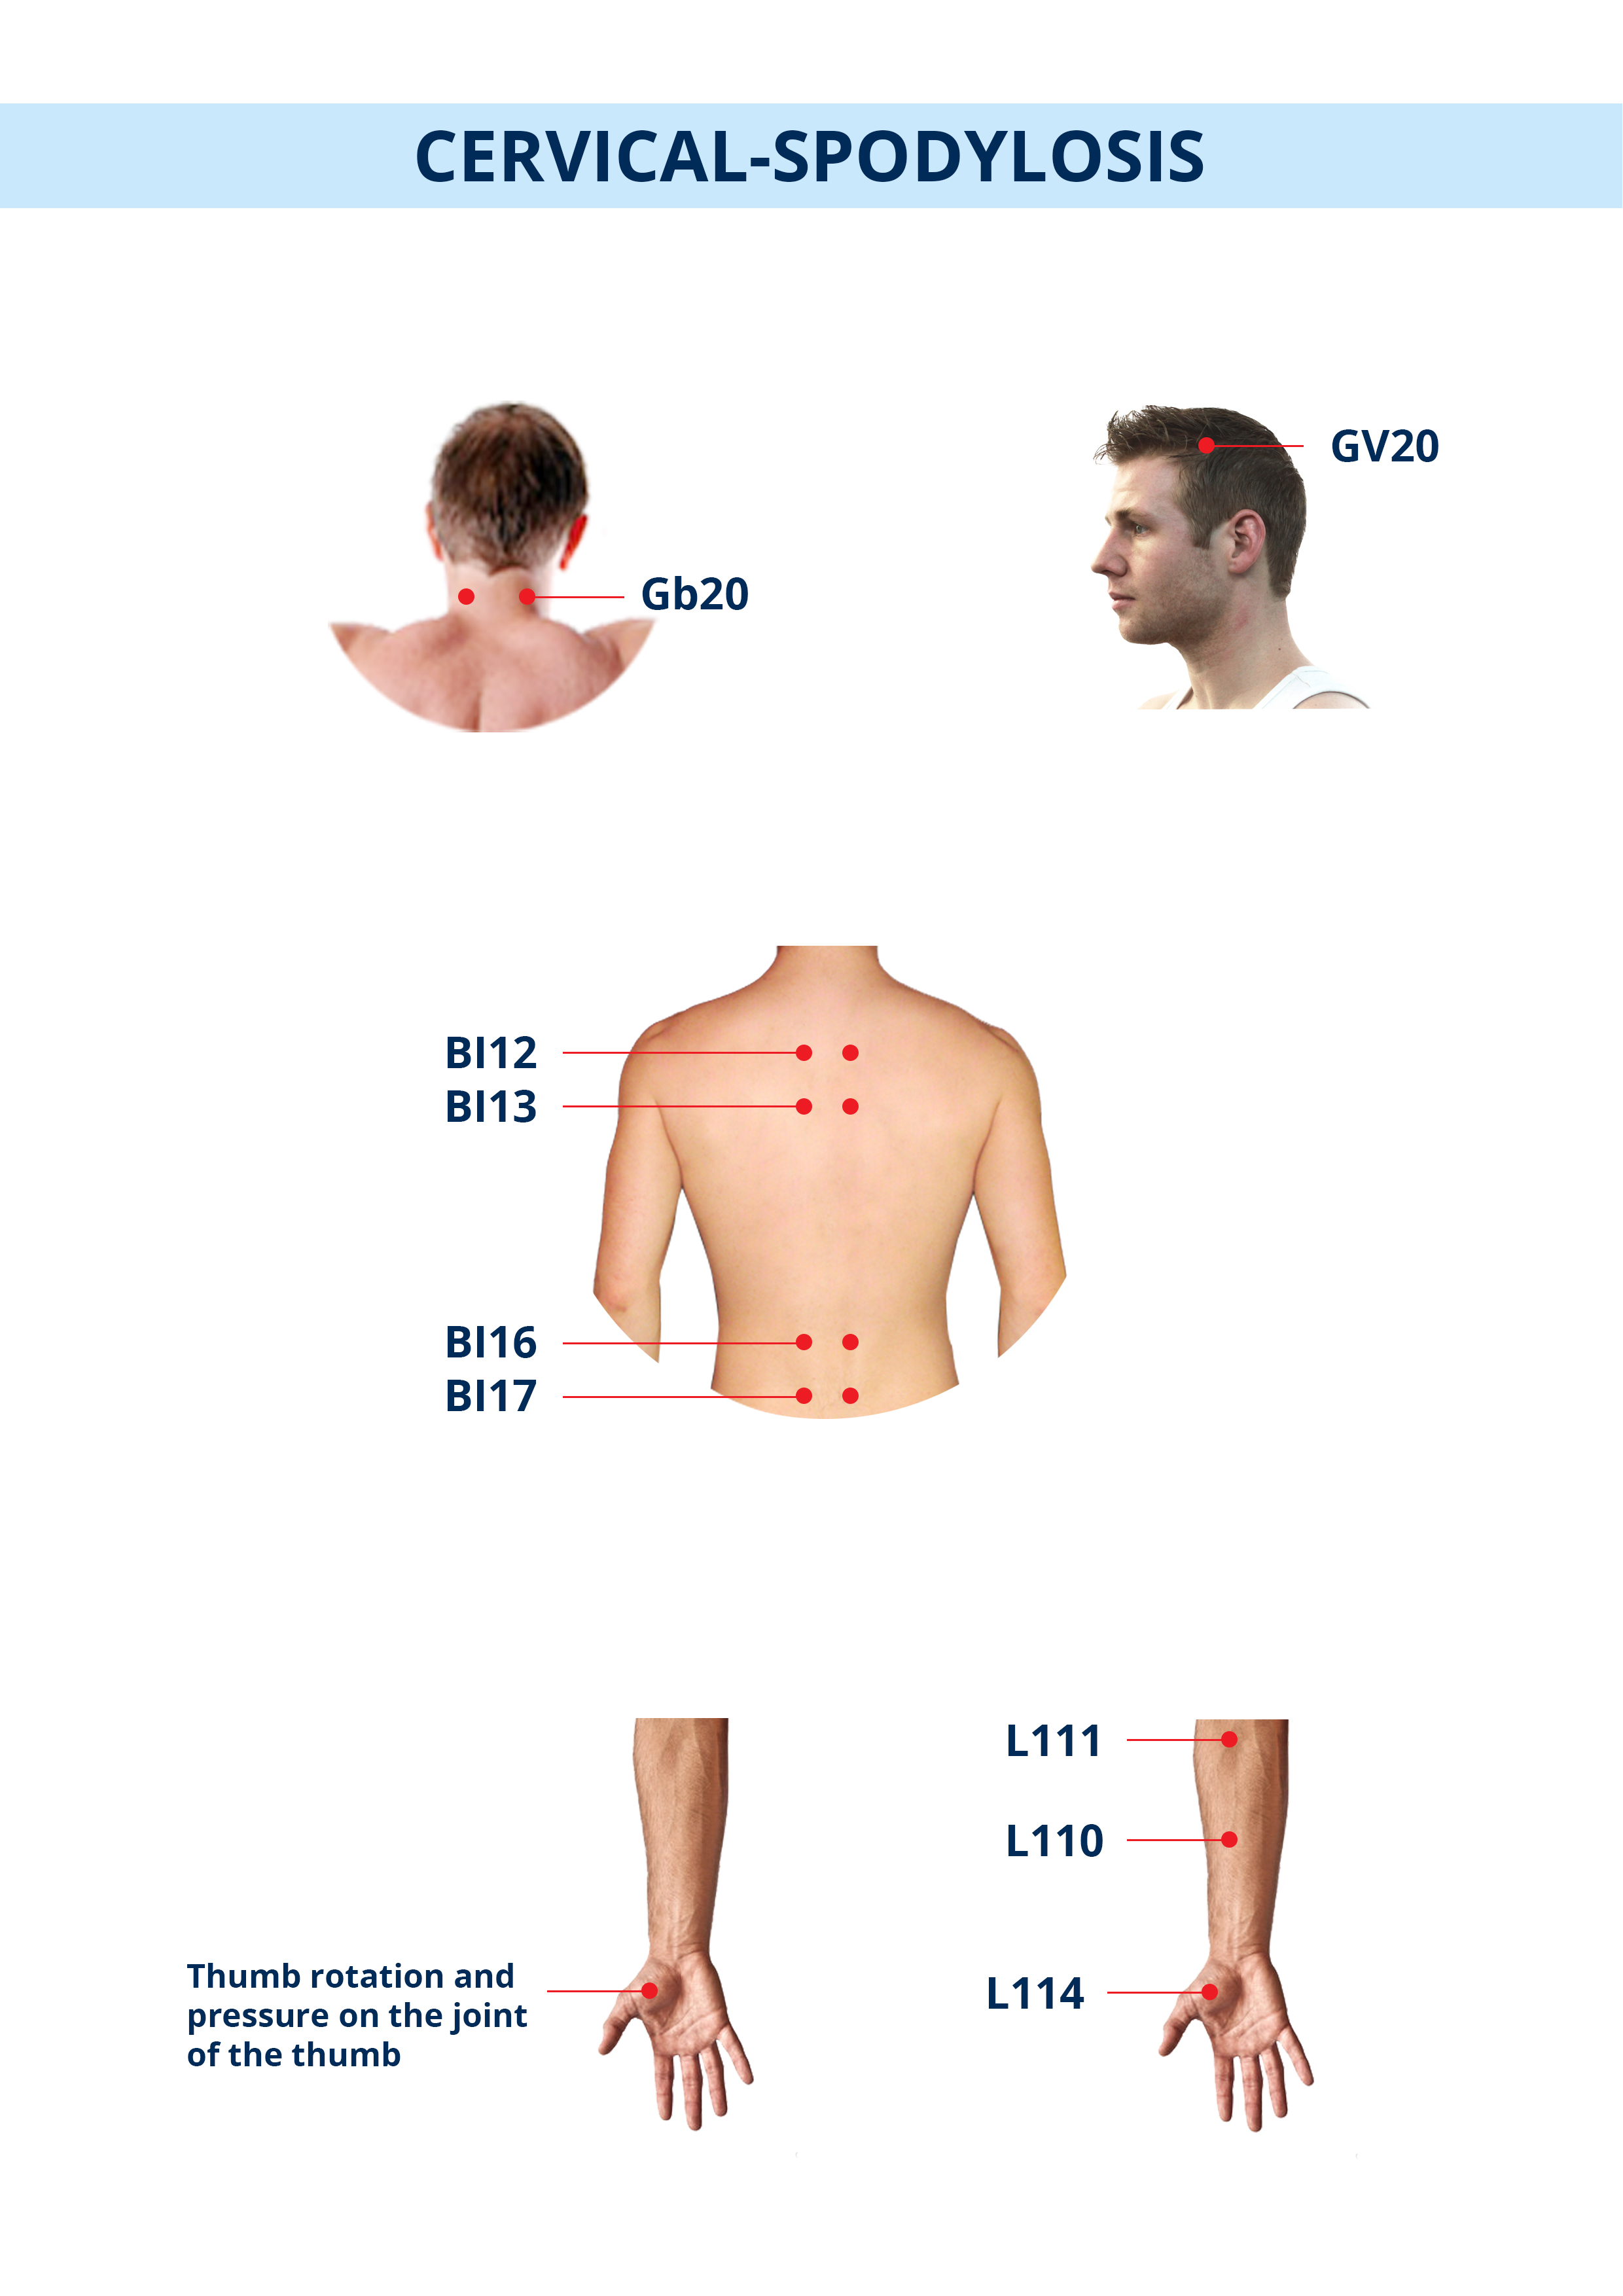 CERVICAL-SPODYLOSIS
GV20
Gb20
Bl12
Bl13
Bl16
Bl17
L111
L110
L114
Thumb rotation and
pressure on the joint
of the thumb